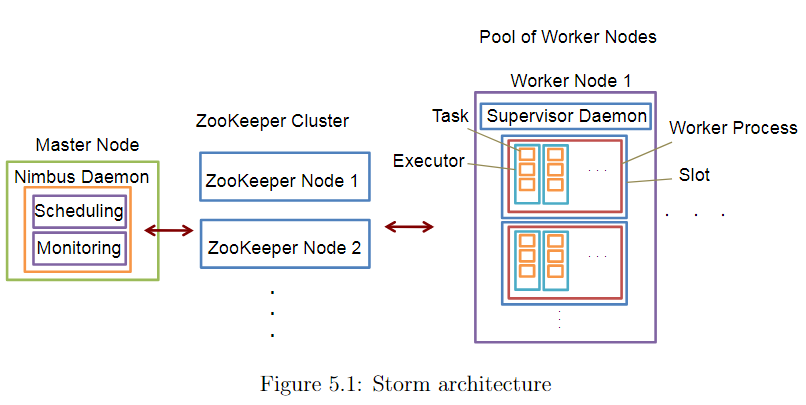 Pool of Worker Nodes
Worker Node 1
Supervisor Daemon
Task
Executor
Worker Process
Slot
ZooKeeper Cluster
ZooKeeper Node 1
ZooKeeper Node 2
Master Node
Nimbus Daemon
Scheduling
Monitoring
Figure 5.1: Storm architecture